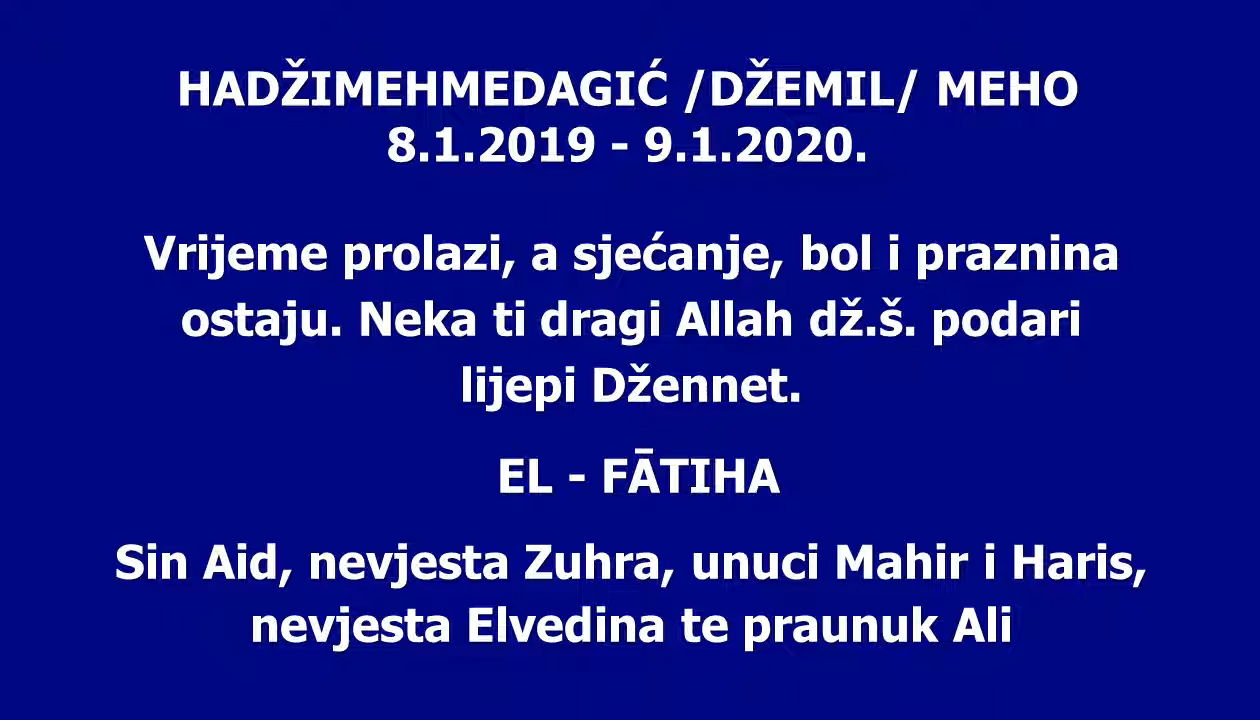 HADŽIMEHMEDAGIĆ /DŽEMIL/ MEHO
8.1.2019 - 9.1.2020.
Vrijeme prolazi, a sjećanje, bol i praznina
ostaju. Neka ti dragi Allah dž.š. podari
lijepi Džennet.
EL - FĀTIHA
Sin Aid, nevjesta Zuhra, unuci Mahir i Haris,
nevjesta Elvedina te praunuk Ali